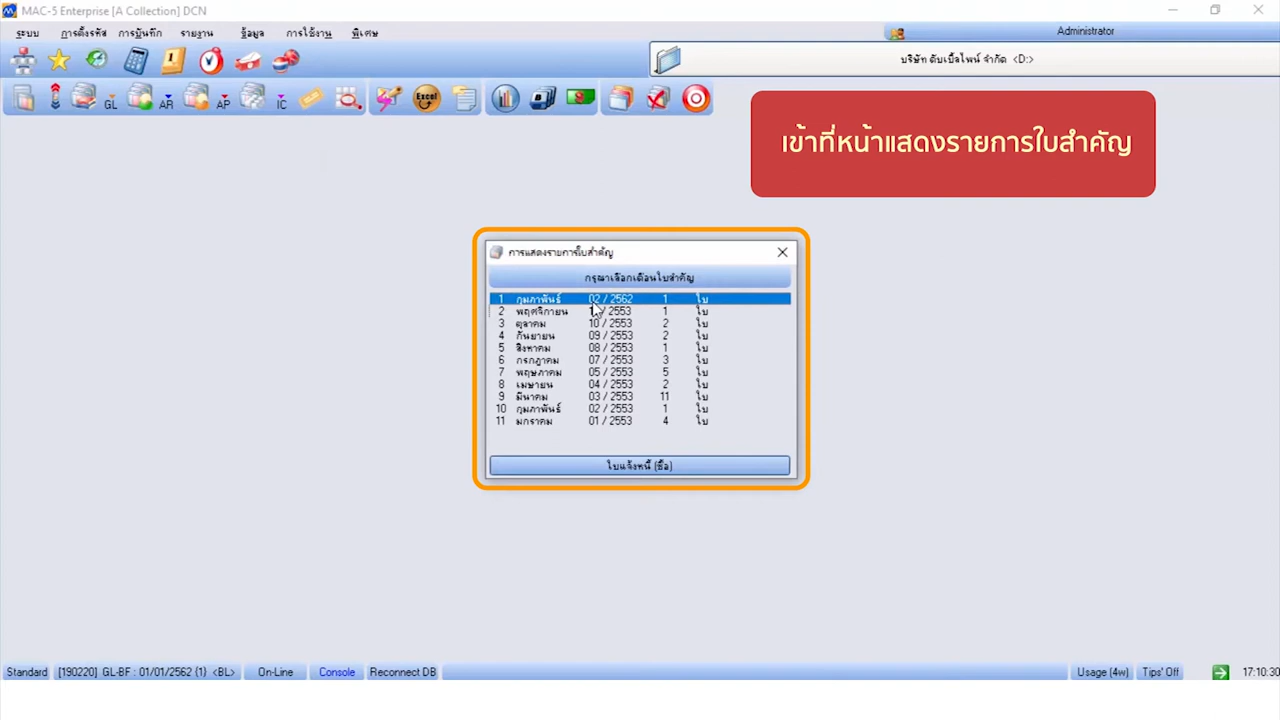 MAC-5 Enterprise [A Collection] DCN
ระบบ การตั้งรหัส การบันทึก รายงาน ข้อมูล การใช้งาน พิเศษ
Administrator
บริษัท ดับเบิ้ลไพน์ จำกัด <D:>
GL AR AP IC Excel
เข้าที่หน้าแสดงรายการใบสำคัญ
การแสดงรายการใบสำคัญ
กรุณาเลือกเดือนใบสำคัญ
1 กุมภาพันธ์ 02 / 2562 1 ใบ
2 พฤศจิกายน / 2553 1 ใบ
3 ตุลาคม 10 / 2553 2 ใบ
4 กันยายน 09 / 2553 2 ใบ
5 สิงหาคม 08 / 2553 1 ใบ
6 กรกฎาคม 07 / 2553 3 ใบ
7 พฤษภาคม 05 / 2553 5 ใบ
8 เมษายน 04 / 2553 2 ใบ
9 มีนาคม 03 / 2553 11 ใบ
10 กุมภาพันธ์ 02 / 2553 1 ใบ
11 มกราคม 01 / 2553 4 ใบ
ใบแจ้งหนี้ (ซื้อ)
Standard [190220] GL-BF : 01/01/2562 (1) <BL> On-Line Console Reconnect DB Usage (4w) Tips' Off 17:10:30